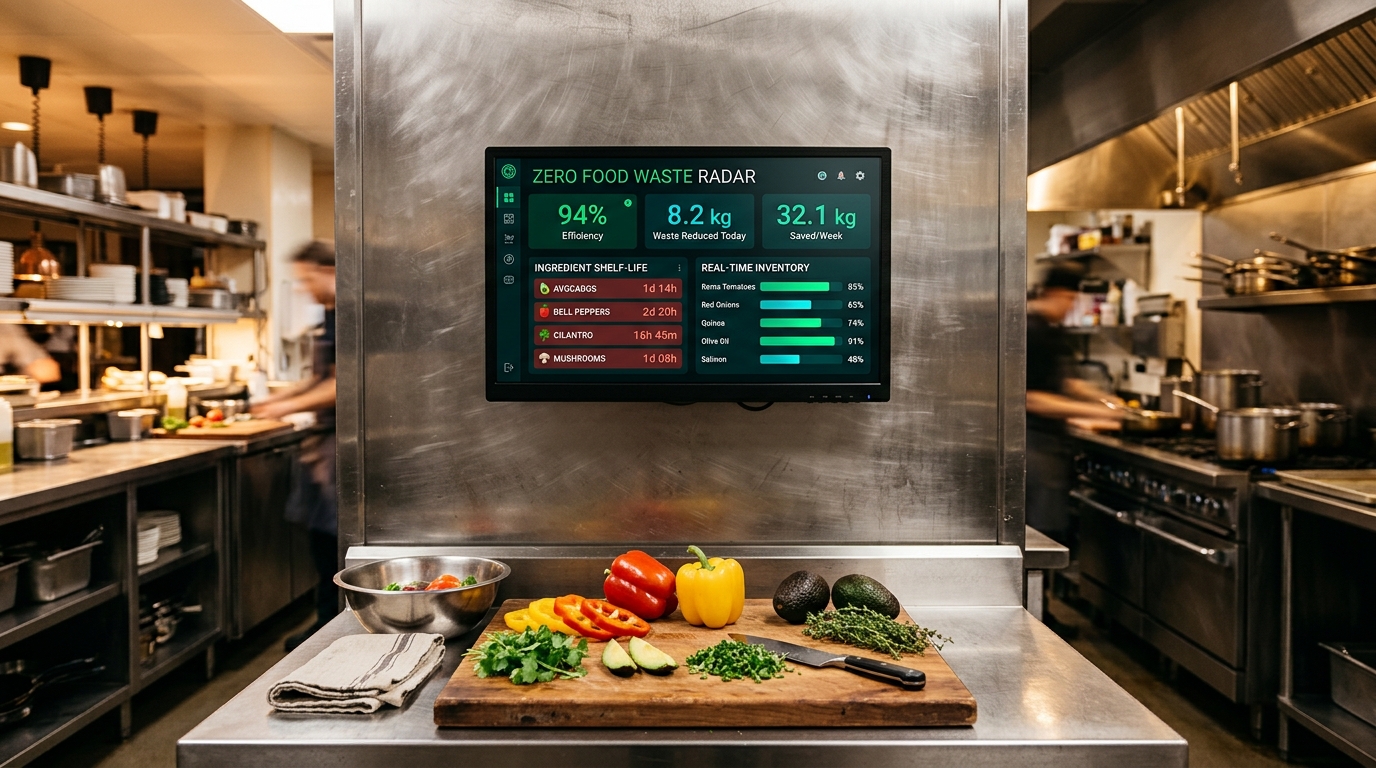 ZERO FOOD WASTE RADAR
94%
Efficiency
8.2 kg
Waste Reduced Today
32.1 kg
Saved/Week
INGREDIENT SHELF-LIFE
AVGCABGS 1d 14h
BELL PEPPERS 2d 20h
CILANTRO 16h 45m
MUSHROOMS 1d 08h
REAL-TIME INVENTORY
Rema Tomatoes 85%
Red Onions 65%
Qoinoa 74%
Olive Oil 91%
Salmon 48%